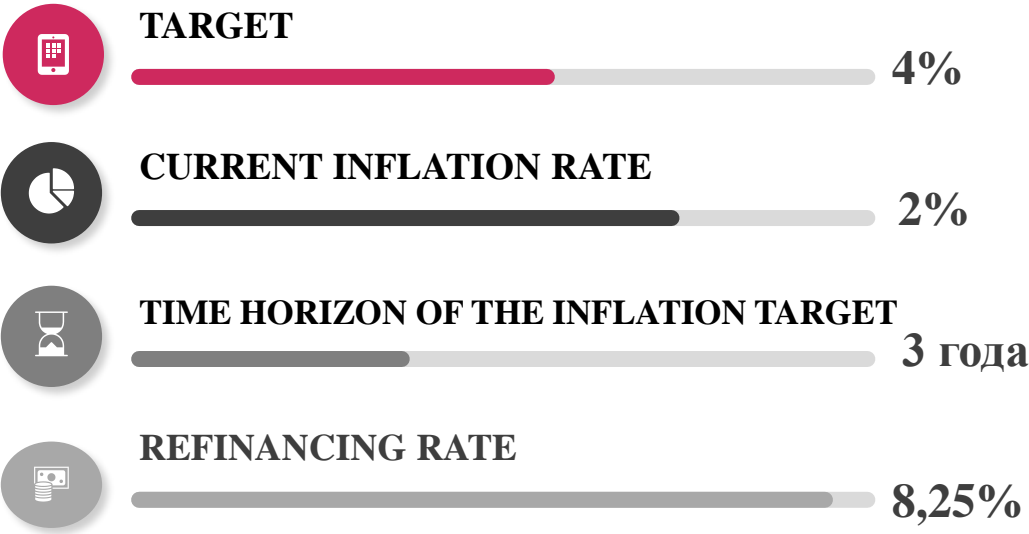 TARGET
4%
CURRENT INFLATION RATE
2%
TIME HORIZON OF THE INFLATION TARGET
3 года
REFINANCING RATE
8,25%